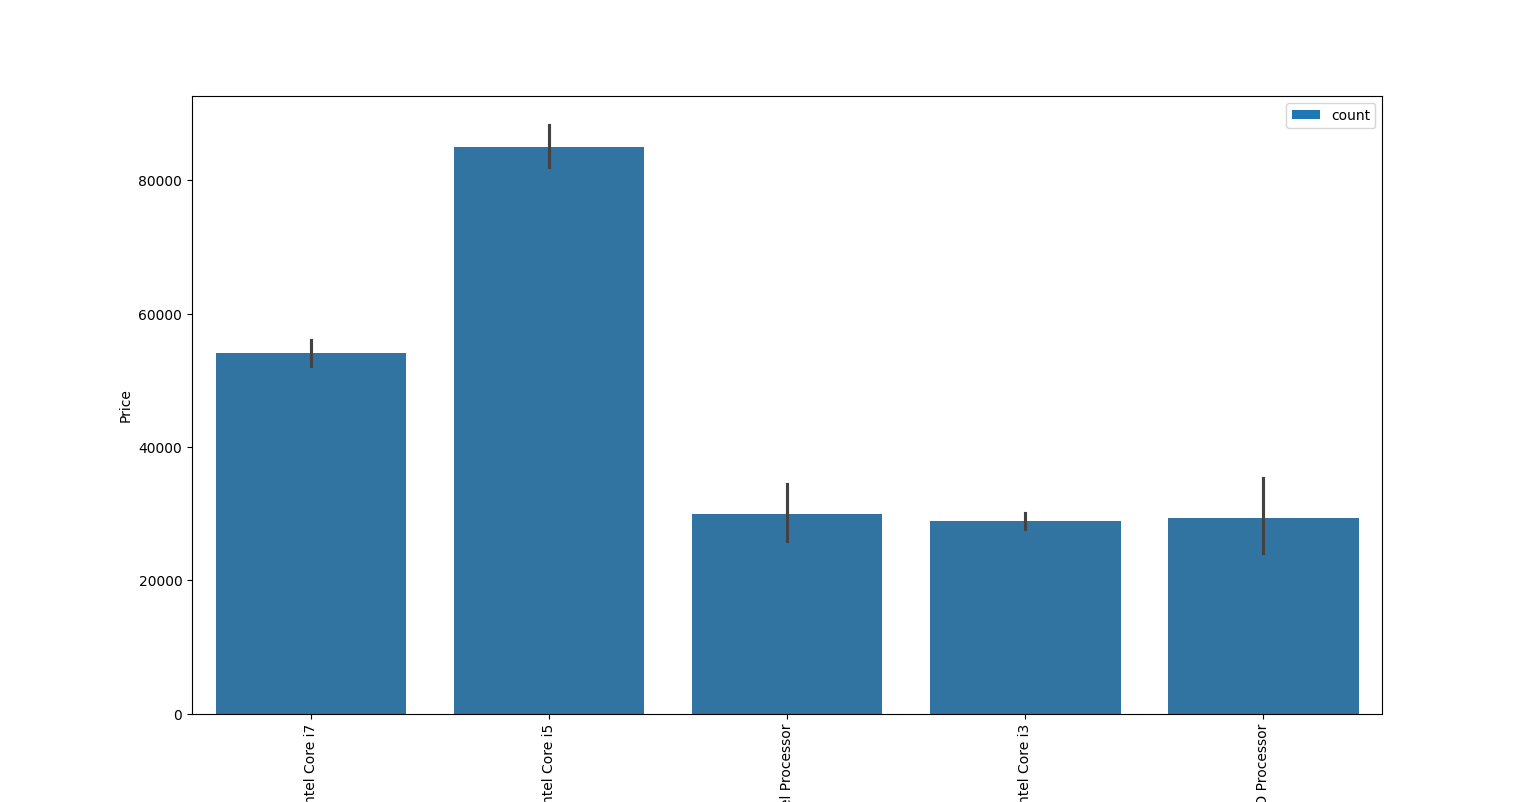 count
80000
60000
40000
20000
0
Price
ntel Core i7
ntel Core i5
el Processor
ntel Core i3
Processor